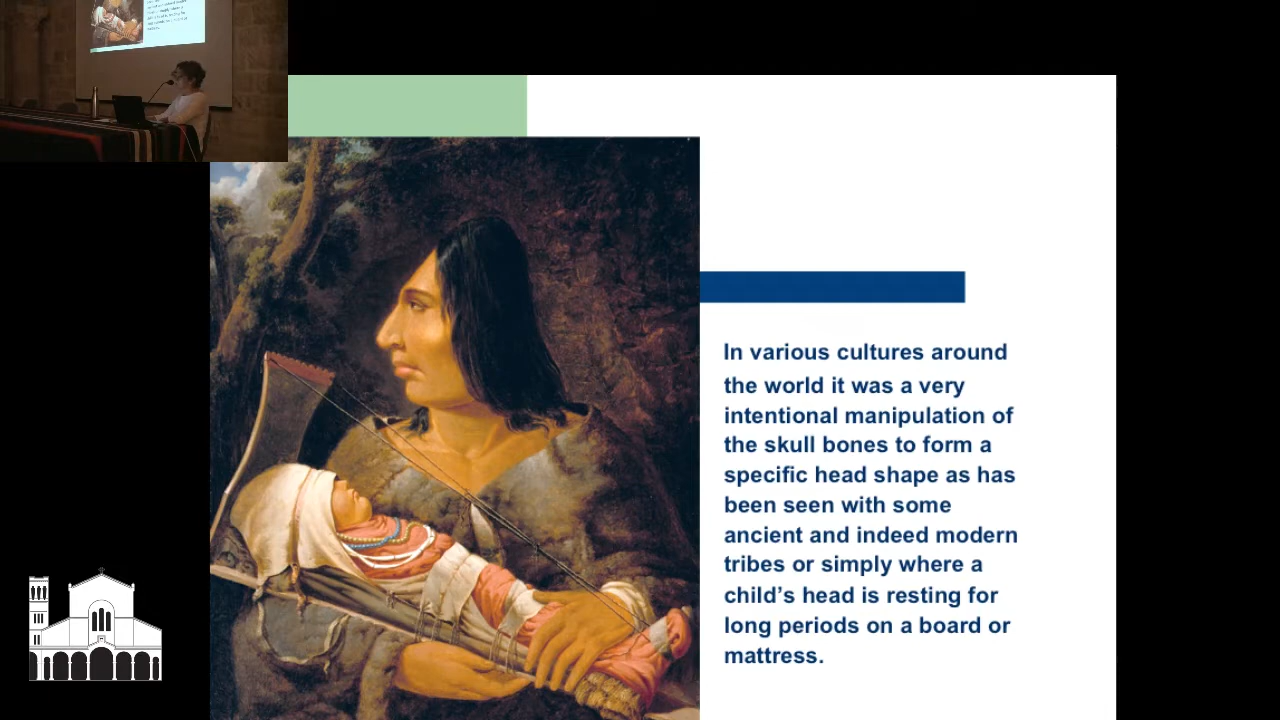 In various cultures around
the world it was a very
intentional manipulation of
the skull bones to form a
specific head shape as has
been seen with some
ancient and indeed modern
tribes or simply where a
child’s head is resting for
long periods on a board or
mattress.